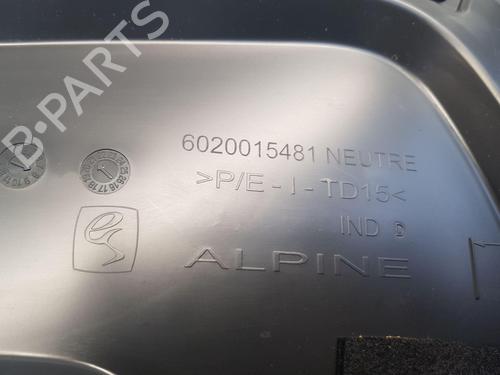 B-PARTS
6020015481 NEUTRE
>P/E - I - TD15<
IND D
ALPINE